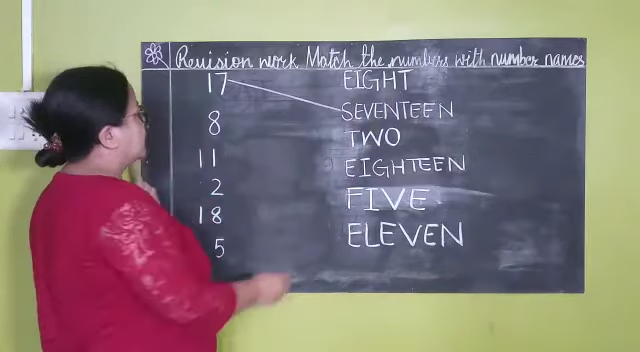 Revision work Match the numbers with number names
17 EIGHT
8 SEVENTEEN
11 TWO
2 EIGHTEEN
18 FIVE
5 ELEVEN